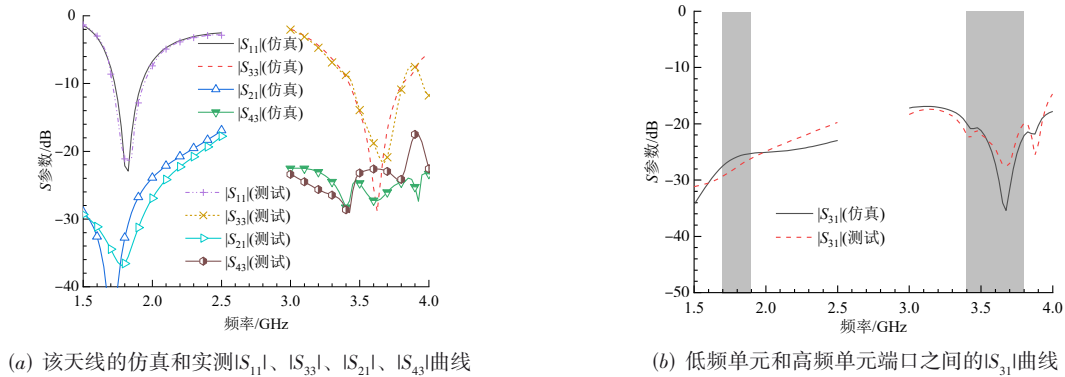 0
-10
-20
-30
-40
S参数/dB
1.5
2.0
2.5
3.0
3.5
4.0
频率/GHz
|S11|(仿真)
|S33|(仿真)
|S21|(仿真)
|S43|(仿真)
|S11|(测试)
|S33|(测试)
|S21|(测试)
|S43|(测试)
(a) 该天线的仿真和实测|S11|、|S33|、|S21|、|S43|曲线
0
-10
-20
-30
-40
-50
S参数/dB
1.5
2.0
2.5
3.0
3.5
4.0
频率/GHz
|S31|(仿真)
|S31|(测试)
(b) 低频单元和高频单元端口之间的|S31|曲线